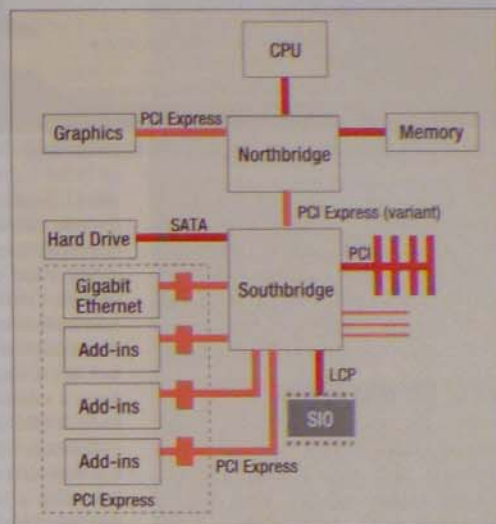 CPU
PCI Express
Graphics
Memory
Northbridge
PCI Express (variant)
SATA
Hard Drive
PCI
Gigabit
Ethernet
Southbridge
Add-ins
LCP
Add-ins
SIO
Add-ins
PCI Express
PCI Express